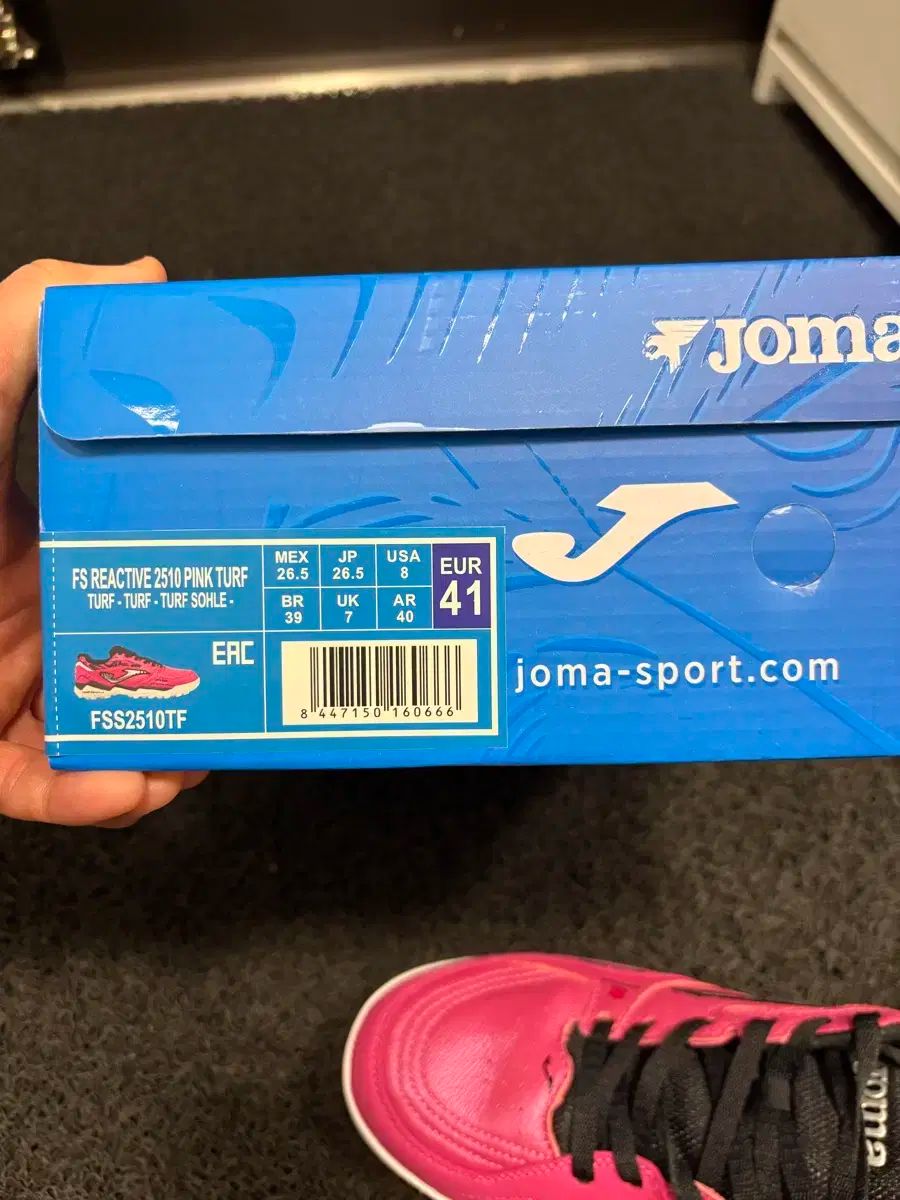 Joma
FS REACTIVE 2510 PINK TURF
TURF - TURF - TURF SOHLE -
MEX 26.5
JP 26.5
USA 8
BR 39
UK 7
AR 40
EUR 41
EAC
FSS2510TF
8 447150 160666
joma-sport.com
Joma